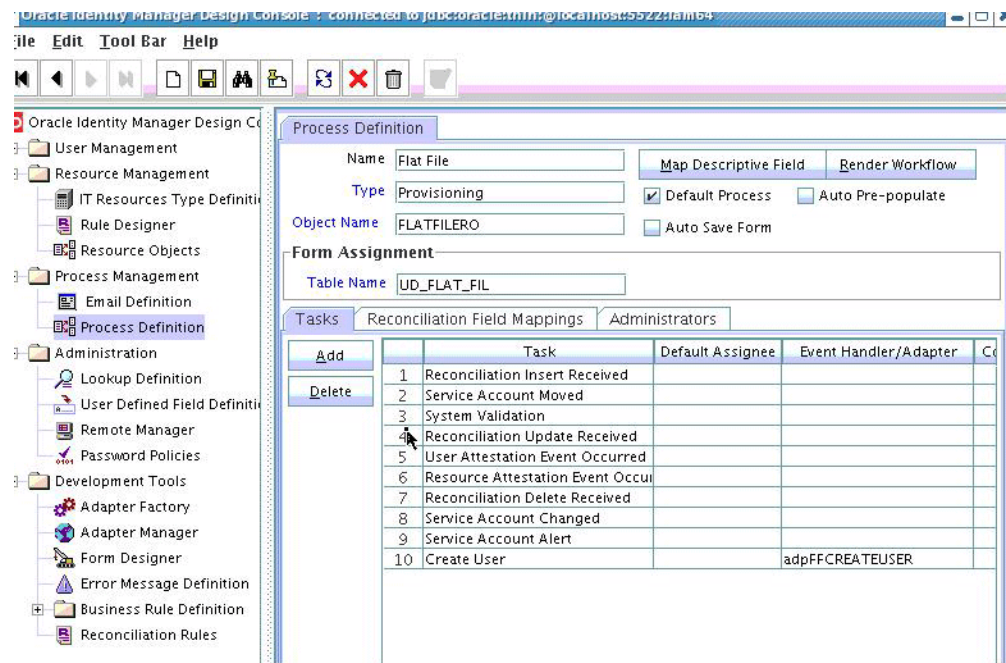 Oracle Identity Manager Design Console : connected to jdbc:oracle:thin:@localhost:5522:iam64
File Edit Tool Bar Help
Oracle Identity Manager Design Co
User Management
Resource Management
IT Resources Type Definiti
Rule Designer
Resource Objects
Process Management
Email Definition
Process Definition
Administration
Lookup Definition
User Defined Field Definiti
Remote Manager
Password Policies
Development Tools
Adapter Factory
Adapter Manager
Form Designer
Error Message Definition
Business Rule Definition
Reconciliation Rules
Process Definition
Name Flat File
Map Descriptive Field Render Workflow
Type Provisioning
Default Process Auto Pre-populate
Object Name FLATFILERO
Auto Save Form
Form Assignment
Table Name UD_FLAT_FIL
Tasks Reconciliation Field Mappings Administrators
Add
Delete
Task Default Assignee Event Handler/Adapter Co
1 Reconciliation Insert Received
2 Service Account Moved
3 System Validation
4 Reconciliation Update Received
5 User Attestation Event Occurred
6 Resource Attestation Event Occur
7 Reconciliation Delete Received
8 Service Account Changed
9 Service Account Alert
10 Create User adpFFCREATEUSER